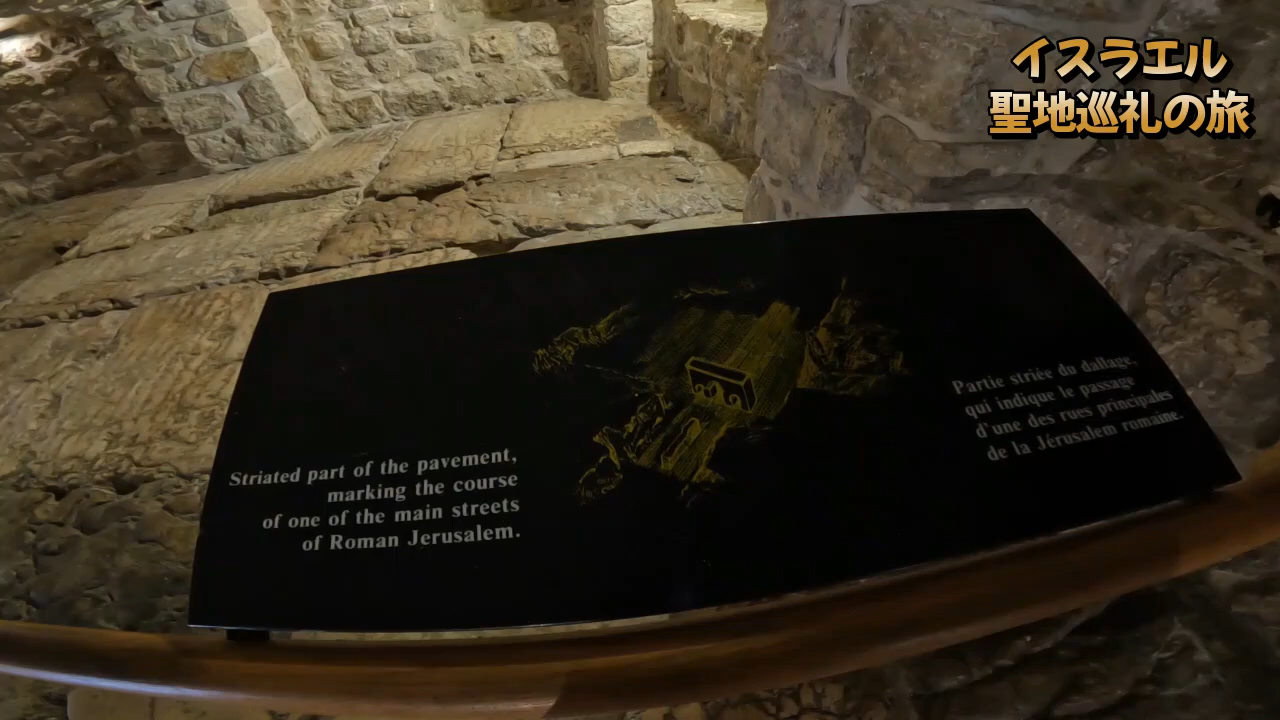 イスラエル
聖地巡礼の旅
Striated part of the pavement,
marking the course
of one of the main streets
of Roman Jerusalem.
Partie striée du dallage,
qui indique le passage
d'une des rues principales
de la Jérusalem romaine.